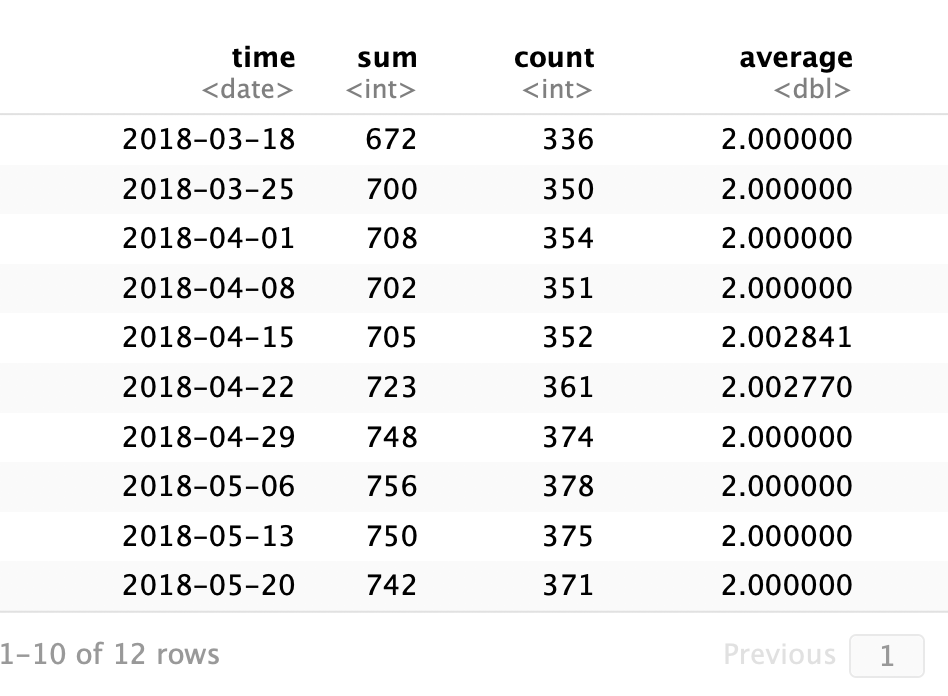 time sum count average
<date> <int> <int> <dbl>
2018-03-18 672 336 2.000000
2018-03-25 700 350 2.000000
2018-04-01 708 354 2.000000
2018-04-08 702 351 2.000000
2018-04-15 705 352 2.002841
2018-04-22 723 361 2.002770
2018-04-29 748 374 2.000000
2018-05-06 756 378 2.000000
2018-05-13 750 375 2.000000
2018-05-20 742 371 2.000000
1-10 of 12 rows Previous 1